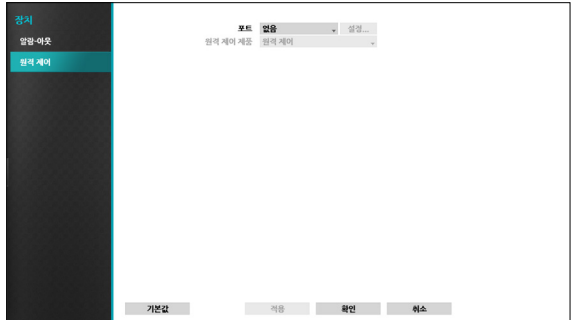 장치
알람-아웃
원격 제어
포트 없음 설정...
원격 제어 제품 원격 제어
기본값 적용 확인 취소